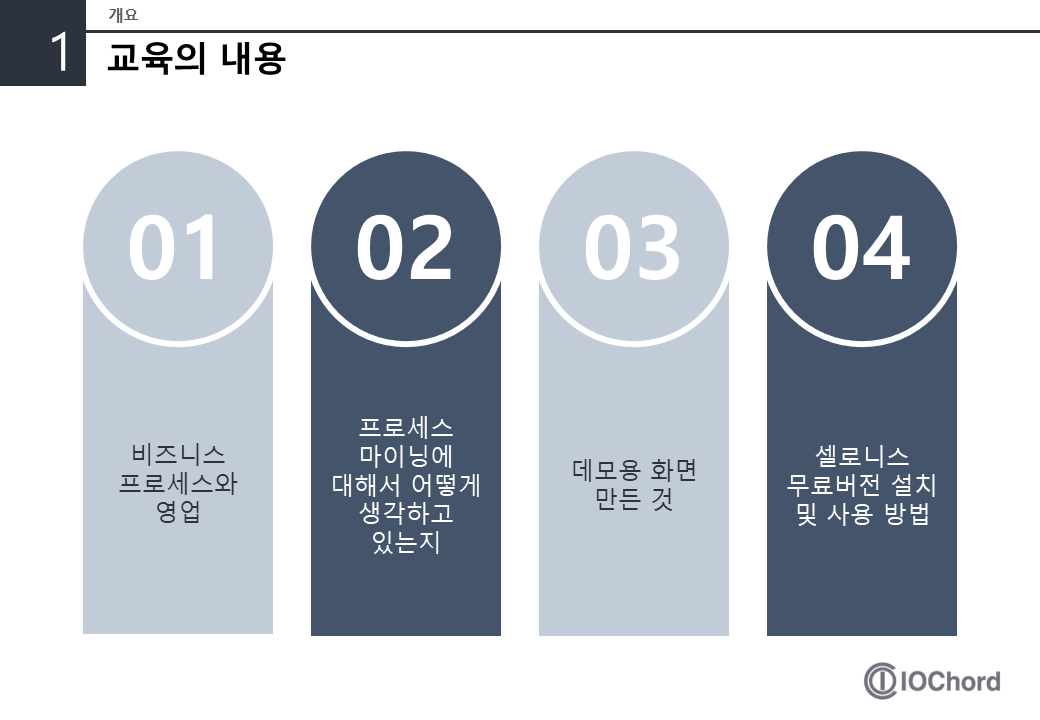 개요
1
교육의 내용
01
비즈니스
프로세스와
영업
02
프로세스
마이닝에
대해서 어떻게
생각하고
있는지
03
데모용 화면
만든 것
04
셀로니스
무료버전 설치
및 사용 방법
IOChord